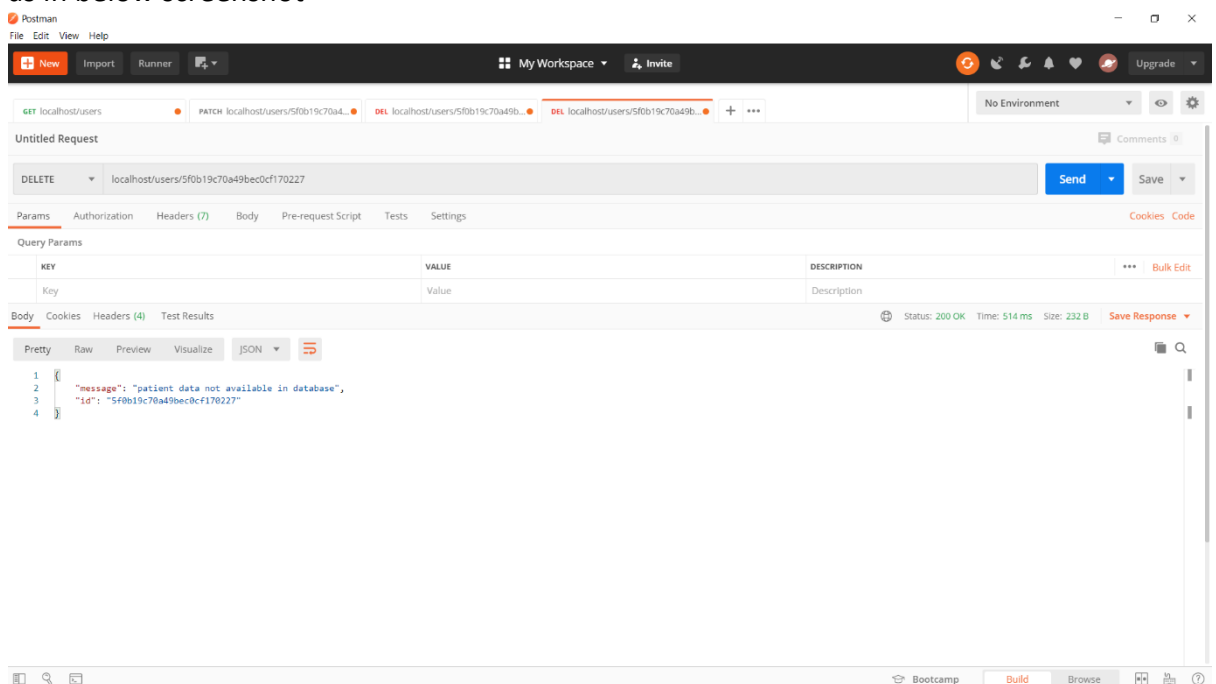 as in below screenshot
Postman
File Edit View Help
New Import Runner My Workspace Invite Upgrade
GET localhost/users PATCH localhost/users/5f0b19c70a4... DEL localhost/users/5f0b19c70a49b... DEL localhost/users/5f0b19c70a49b... No Environment
Untitled Request Comments 0
DELETE localhost/users/5f0b19c70a49bec0cf170227 Send Save
Params Authorization Headers (7) Body Pre-request Script Tests Settings Cookies Code
Query Params
KEY VALUE DESCRIPTION Bulk Edit
Key Value Description
Body Cookies Headers (4) Test Results Status: 200 OK Time: 514 ms Size: 232 B Save Response
Pretty Raw Preview Visualize JSON
1 {
2 "message": "patient data not available in database",
3 "id": "5f0b19c70a49bec0cf170227"
4 }
Bootcamp Build Browse